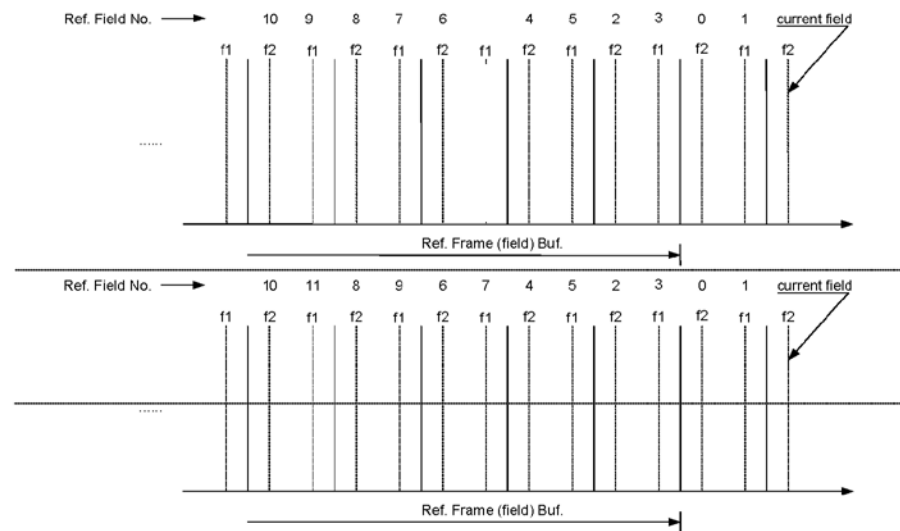 Ref. Field No. 10 9 8 7 6 4 5 2 3 0 1 current field
f1 f2 f1 f2 f1 f2 f1 f2 f1 f2 f1 f2 f1 f2
......
Ref. Frame (field) Buf.
Ref. Field No. 10 11 8 9 6 7 4 5 2 3 0 1 current field
f1 f2 f1 f2 f1 f2 f1 f2 f1 f2 f1 f2 f1 f2
......
Ref. Frame (field) Buf.